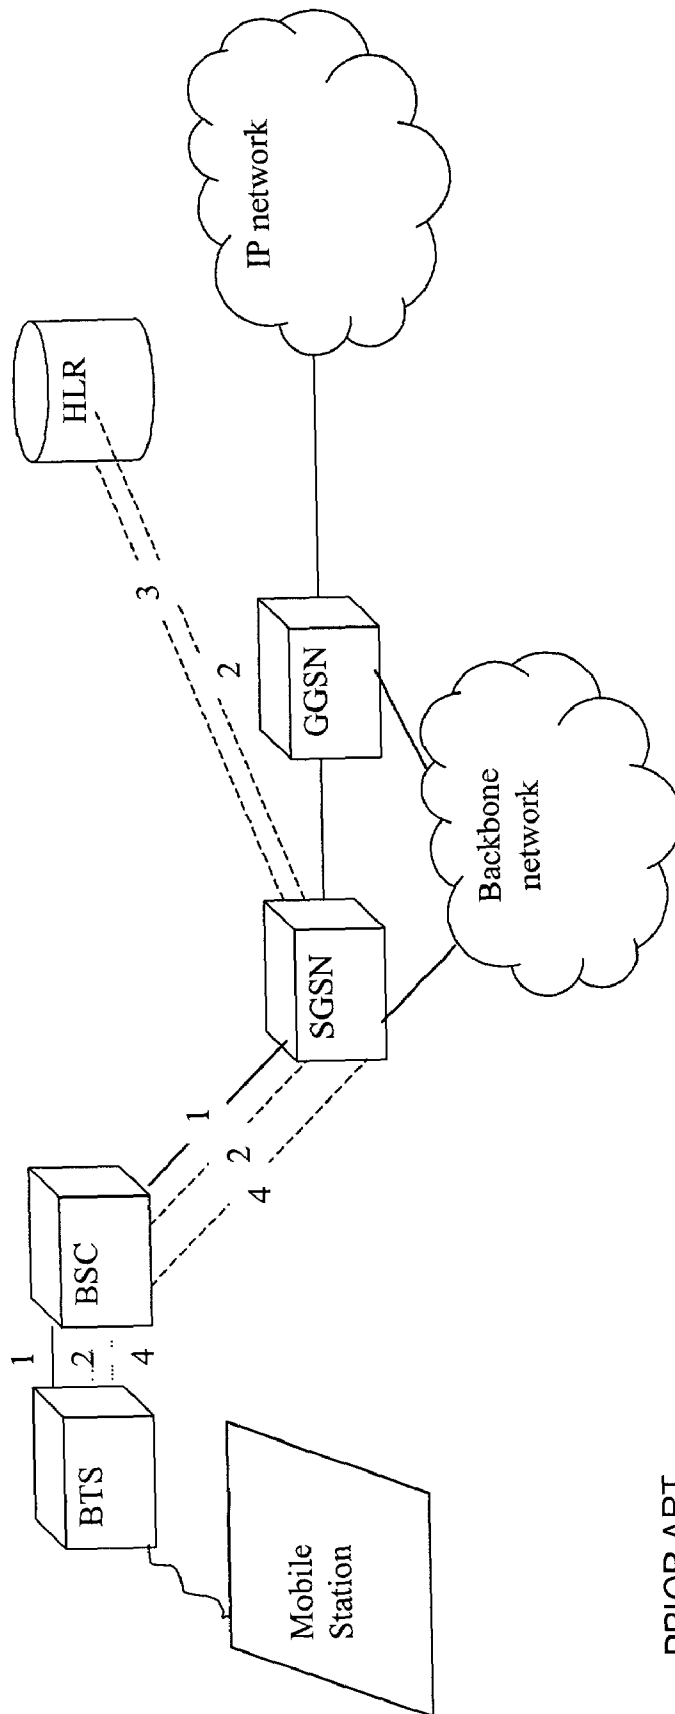 IP network
HLR
3
2
GGSN
Backbone
network
SGSN
1
2
4
BSC
1
2
4
BTS
Mobile
Station
PRIOR ART